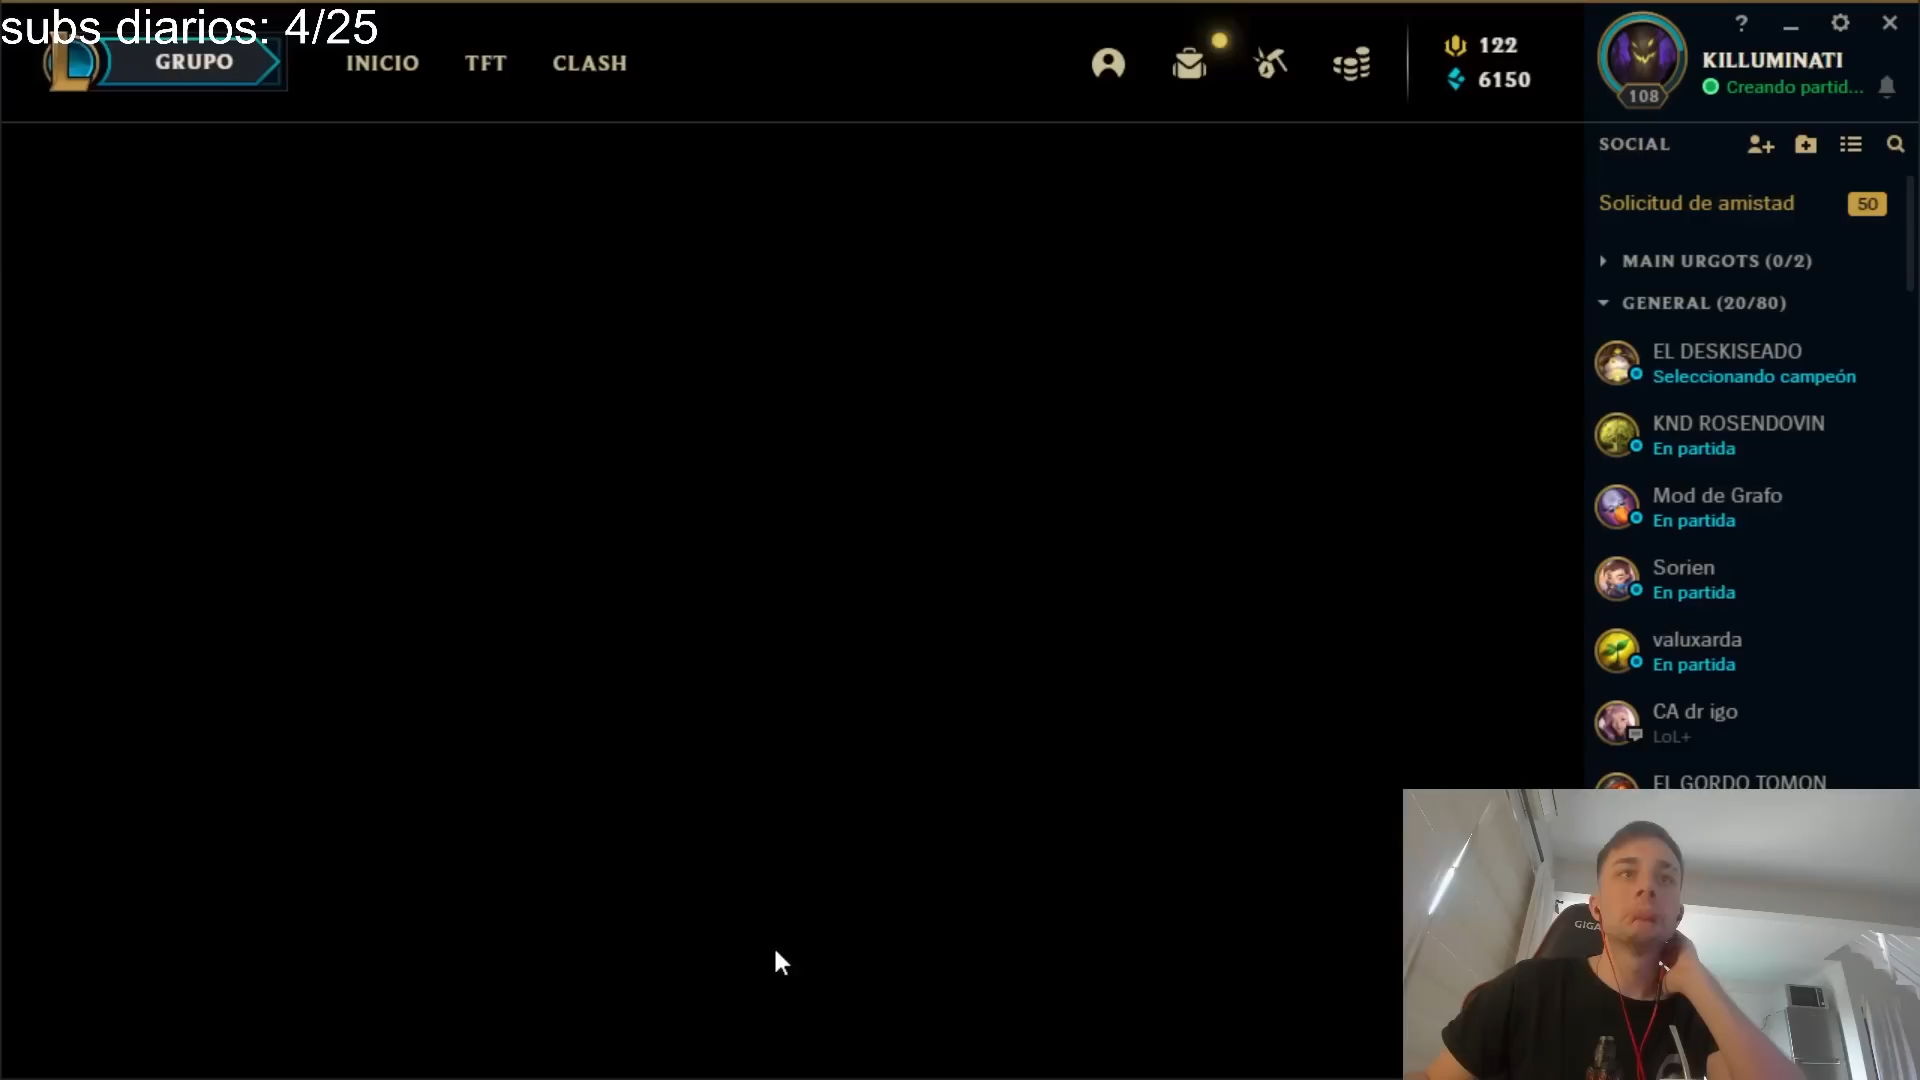 subs diarios: 4/25
GRUPO
INICIO
TFT
CLASH
122
6150
?
KILLUMINATI
Creando partid...
108
SOCIAL
Solicitud de amistad
50
MAIN URGOTS (0/2)
GENERAL (20/80)
EL DESKISEADO
Seleccionando campeón
KND ROSENDOVIN
En partida
Mod de Grafo
En partida
Sorien
En partida
valuxarda
En partida
CA dr igo
LoL+
EL GORDO TOMON
GIGA